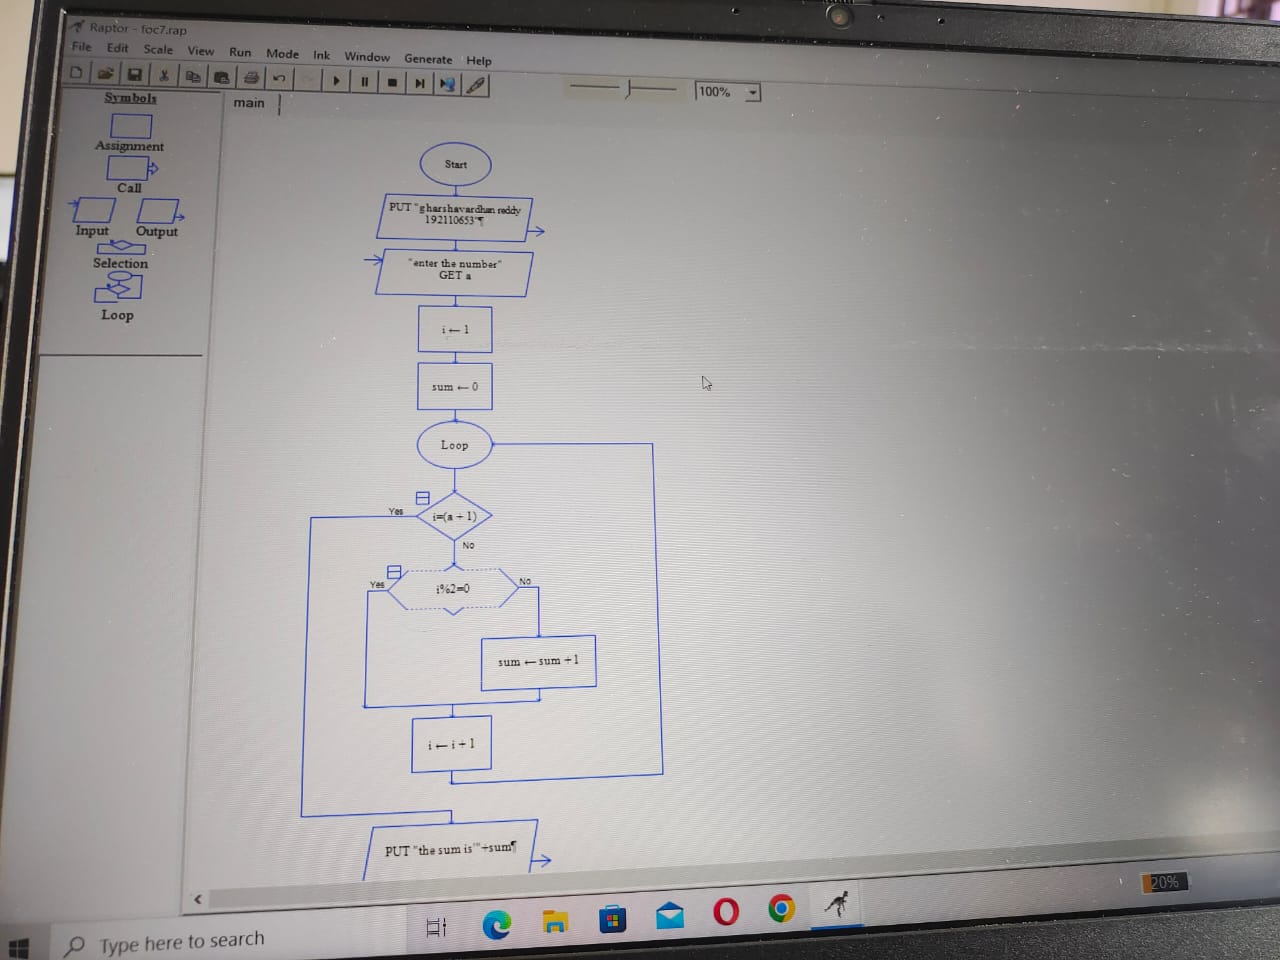 Raptor - foc7.rap
File Edit Scale View Run Mode Ink Window Generate Help
100%
Symbols
main
Assignment
Call
Input Output
Selection
Loop
Start
PUT "gharshavardhan reddy
192110653"¶
"enter the number"
GET a
i ← 1
sum ← 0
Loop
Yes
i=(a + 1)
No
Yes
i%2=0
No
sum ← sum + 1
i ← i + 1
PUT "the sum is'"+sum¶
20%
Type here to search